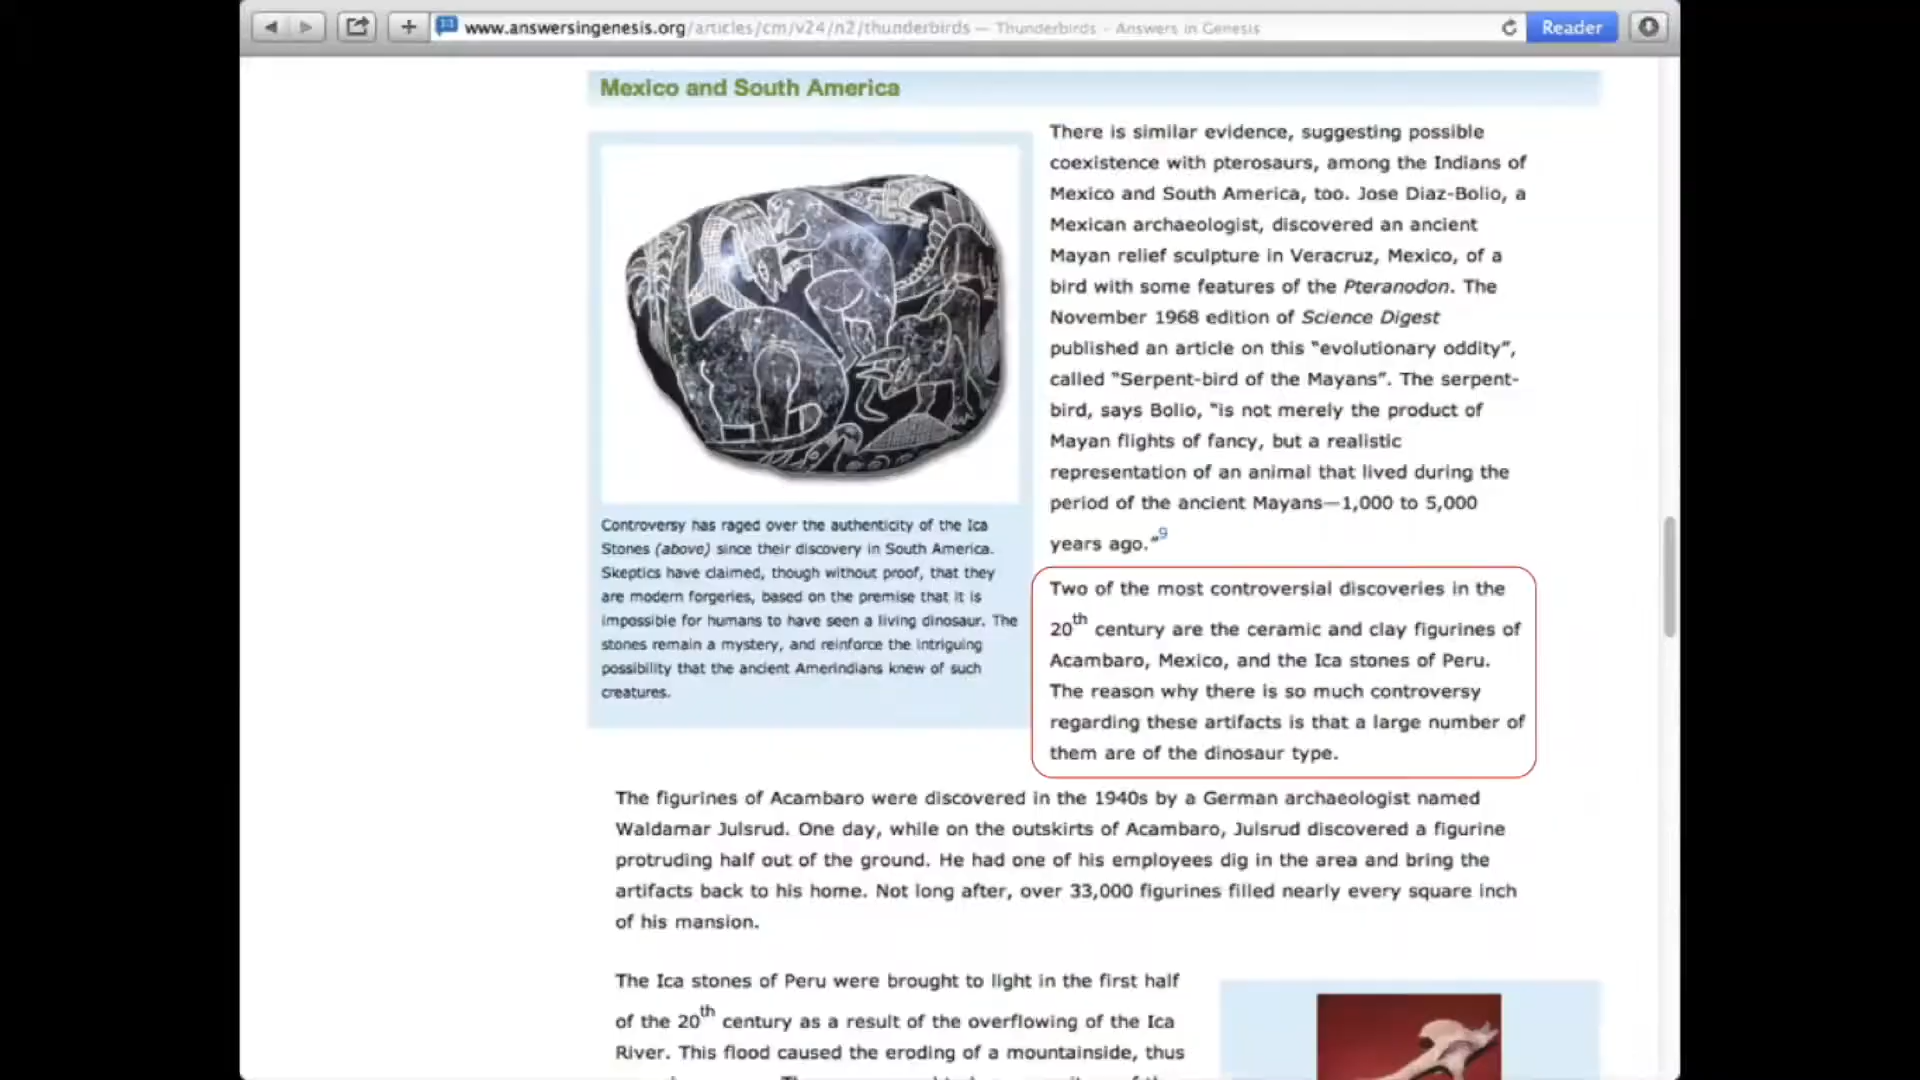 www.answersingenesis.org/articles/cm/v24/n2/thunderbirds — Thunderbirds - Answers in Genesis
Reader
Mexico and South America
Controversy has raged over the authenticity of the Ica
Stones (above) since their discovery in South America.
Skeptics have claimed, though without proof, that they
are modern forgeries, based on the premise that it is
impossible for humans to have seen a living dinosaur. The
stones remain a mystery, and reinforce the intriguing
possibility that the ancient Amerindians knew of such
creatures.
There is similar evidence, suggesting possible
coexistence with pterosaurs, among the Indians of
Mexico and South America, too. Jose Diaz-Bolio, a
Mexican archaeologist, discovered an ancient
Mayan relief sculpture in Veracruz, Mexico, of a
bird with some features of the Pteranodon. The
November 1968 edition of Science Digest
published an article on this “evolutionary oddity”,
called “Serpent-bird of the Mayans”. The serpent-
bird, says Bolio, “is not merely the product of
Mayan flights of fancy, but a realistic
representation of an animal that lived during the
period of the ancient Mayans—1,000 to 5,000
years ago.”9
Two of the most controversial discoveries in the
20th century are the ceramic and clay figurines of
Acambaro, Mexico, and the Ica stones of Peru.
The reason why there is so much controversy
regarding these artifacts is that a large number of
them are of the dinosaur type.
The figurines of Acambaro were discovered in the 1940s by a German archaeologist named
Waldamar Julsrud. One day, while on the outskirts of Acambaro, Julsrud discovered a figurine
protruding half out of the ground. He had one of his employees dig in the area and bring the
artifacts back to his home. Not long after, over 33,000 figurines filled nearly every square inch
of his mansion.
The Ica stones of Peru were brought to light in the first half
of the 20th century as a result of the overflowing of the Ica
River. This flood caused the eroding of a mountainside, thus